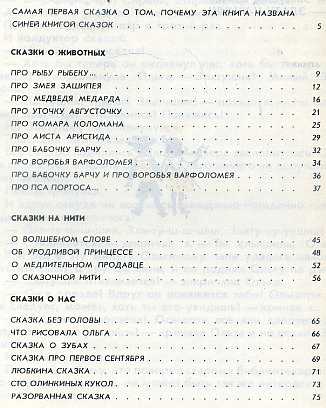 САМАЯ ПЕРВАЯ СКАЗКА О ТОМ, ПОЧЕМУ ЭТА КНИГА НАЗВАНА
СИНЕЙ КНИГОЙ СКАЗОК . . . . . . . . . . 5
СКАЗКИ О ЖИВОТНЫХ
ПРО РЫБУ РЫБЕКУ... . . . . . . . . . . 9
ПРО ЗМЕЯ ЗАШИПЕЯ . . . . . . . . . . 12
ПРО МЕДВЕДЯ МЕДАРДА . . . . . . . . . . 16
ПРО УТОЧКУ АВГУСТОЧКУ . . . . . . . . . . 21
ПРО КОМАРА КОЛОМАНА . . . . . . . . . . 25
ПРО АИСТА АРИСТИДА . . . . . . . . . . 29
ПРО БАБОЧКУ БАРЧУ . . . . . . . . . . 32
ПРО ВОРОБЬЯ ВАРФОЛОМЕЯ . . . . . . . . . . 34
ПРО БАБОЧКУ БАРЧУ И ПРО ВОРОБЬЯ ВАРФОЛОМЕЯ . . . . . 36
ПРО ПСА ПОРТОСА... . . . . . . . . . . 37
СКАЗКИ НА НИТИ
О ВОЛШЕБНОМ СЛОВЕ . . . . . . . . . . 45
ОБ УРОДЛИВОЙ ПРИНЦЕССЕ . . . . . . . . . . 48
О МЕДЛИТЕЛЬНОМ ПРОДАВЦЕ . . . . . . . . . . 52
О СКАЗОЧНОЙ НИТИ . . . . . . . . . . 56
СКАЗКИ О НАС
СКАЗКА БЕЗ ГОЛОВЫ . . . . . . . . . . 65
ЧТО РИСОВАЛА ОЛЬГА . . . . . . . . . . 66
СКАЗКА О ЗУБАХ . . . . . . . . . . 67
СКАЗКА ПРО ПЕРВОЕ СЕНТЯБРЯ . . . . . . . . . . 69
ЛЮБКИНА СКАЗКА . . . . . . . . . . 71
СТО ОЛИНКИНЫХ КУКОЛ . . . . . . . . . . 73
РАЗОРВАННАЯ СКАЗКА . . . . . . . . . . 75